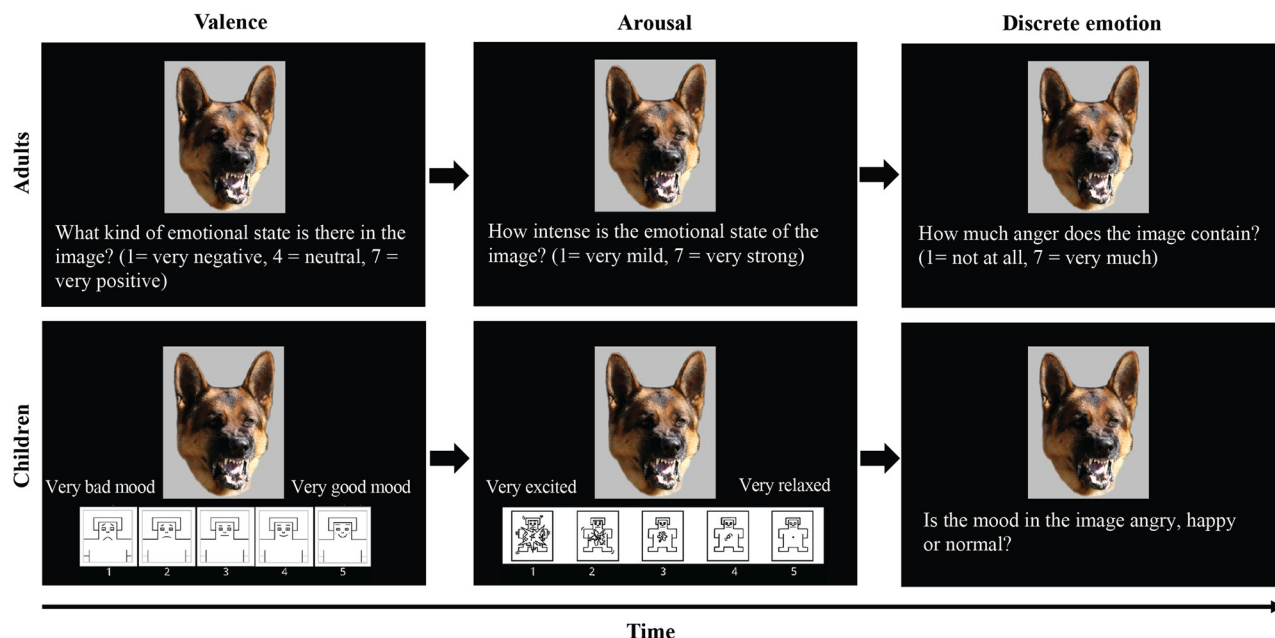 Valence
Arousal
Discrete emotion
Adults
What kind of emotional state is there in the
image? (1= very negative, 4 = neutral, 7 =
very positive)
How intense is the emotional state of the
image? (1= very mild, 7 = very strong)
How much anger does the image contain?
(1= not at all, 7 = very much)
Children
Very bad mood
Very good mood
1 2 3 4 5
Very excited
Very relaxed
1 2 3 4 5
Is the mood in the image angry, happy
or normal?
Time